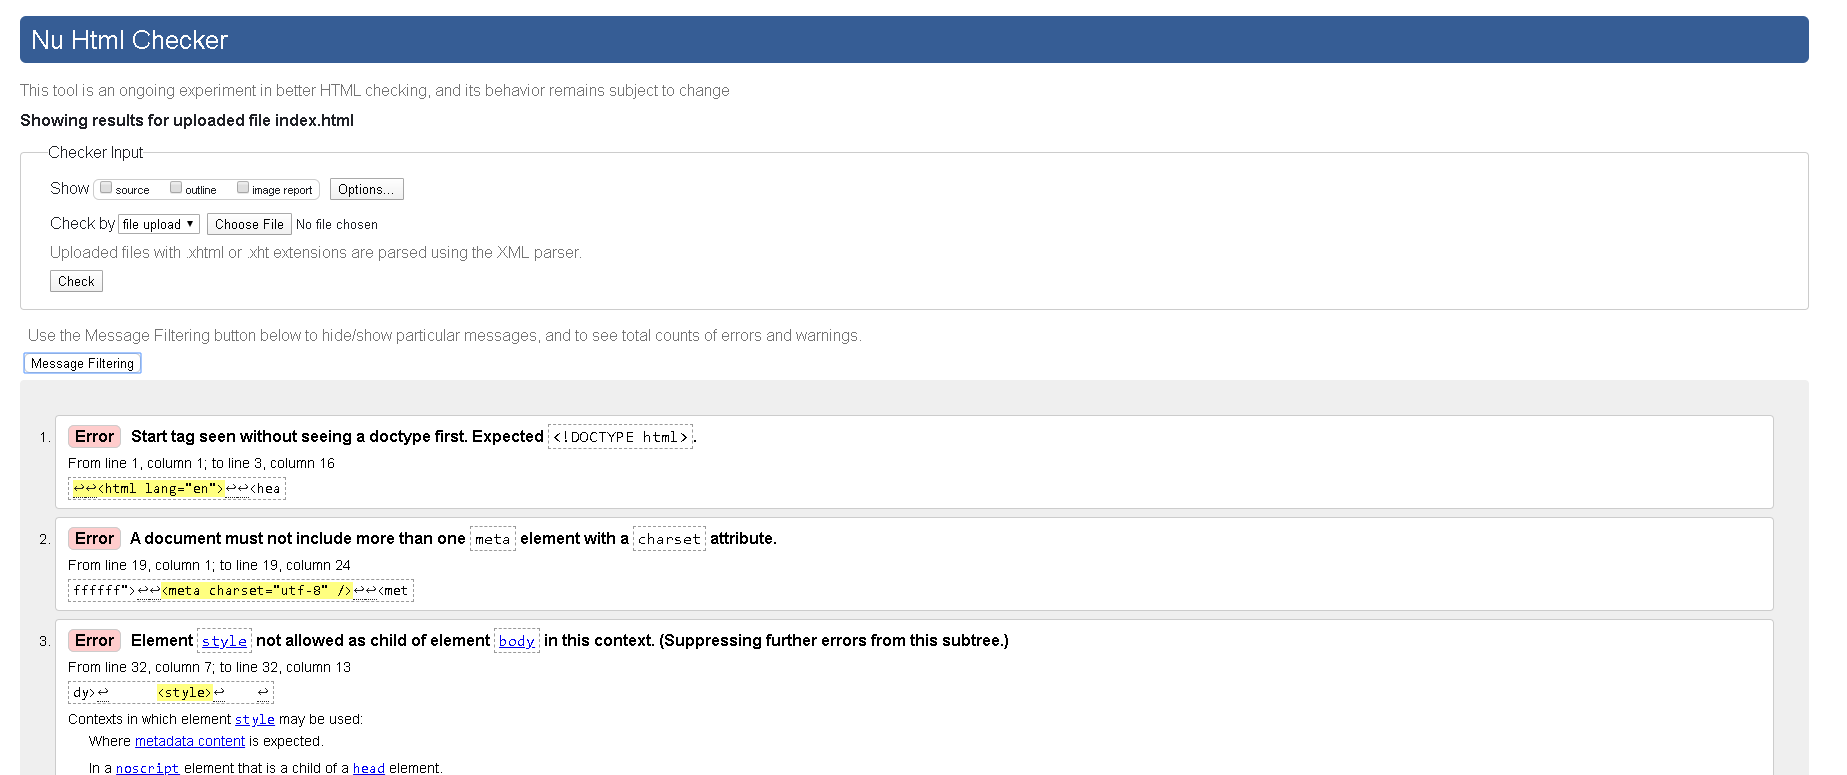 Nu Html Checker
This tool is an ongoing experiment in better HTML checking, and its behavior remains subject to change
Showing results for uploaded file index.html
Checker Input
Show source outline image report Options...
Check by file upload ▼ Choose File No file chosen
Uploaded files with .xhtml or .xht extensions are parsed using the XML parser.
Check
Use the Message Filtering button below to hide/show particular messages, and to see total counts of errors and warnings.
Message Filtering
1. Error Start tag seen without seeing a doctype first. Expected <!DOCTYPE html>.
From line 1, column 1; to line 3, column 16
↩↩<html lang="en">↩↩<hea
2. Error A document must not include more than one meta element with a charset attribute.
From line 19, column 1; to line 19, column 24
ffffff">↩↩<meta charset="utf-8" />↩↩<met
3. Error Element style not allowed as child of element body in this context. (Suppressing further errors from this subtree.)
From line 32, column 7; to line 32, column 13
dy>↩ <style>↩ ↩
Contexts in which element style may be used:
Where metadata content is expected.
In a noscript element that is a child of a head element.